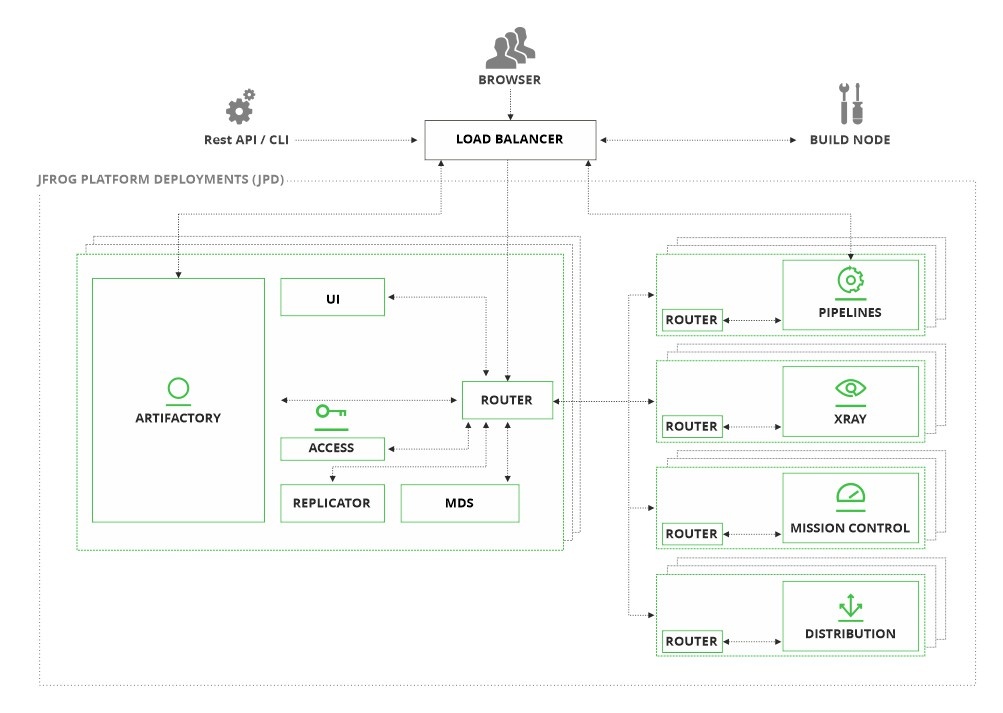 BROWSER
Rest API / CLI
LOAD BALANCER
BUILD NODE
JFROG PLATFORM DEPLOYMENTS (JPD)
UI
ARTIFACTORY
ROUTER
ACCESS
REPLICATOR
MDS
ROUTER
PIPELINES
ROUTER
XRAY
ROUTER
MISSION CONTROL
ROUTER
DISTRIBUTION